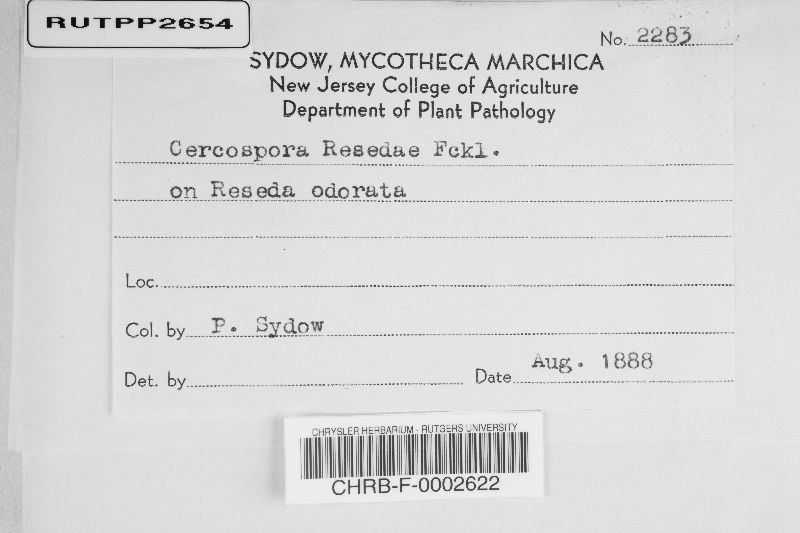 RUTPP2654
No. 2283
SYDOW, MYCOTHECA MARCHICA
New Jersey College of Agriculture
Department of Plant Pathology
Cercospora Resedae Fckl.
on Reseda odorata
Loc.
Col. by P. Sydow
Det. by Date Aug. 1888
CHRYSLER HERBARIUM - RUTGERS UNIVERSITY
CHRB-F-0002622